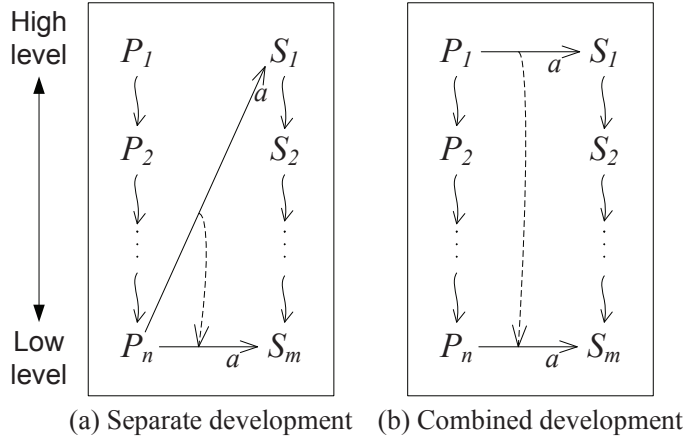 High
level
Low
level
P1
P2
Pn
S1
S2
Sm
a
a
(a) Separate development
P1
P2
Pn
S1
S2
Sm
a
a
(b) Combined development